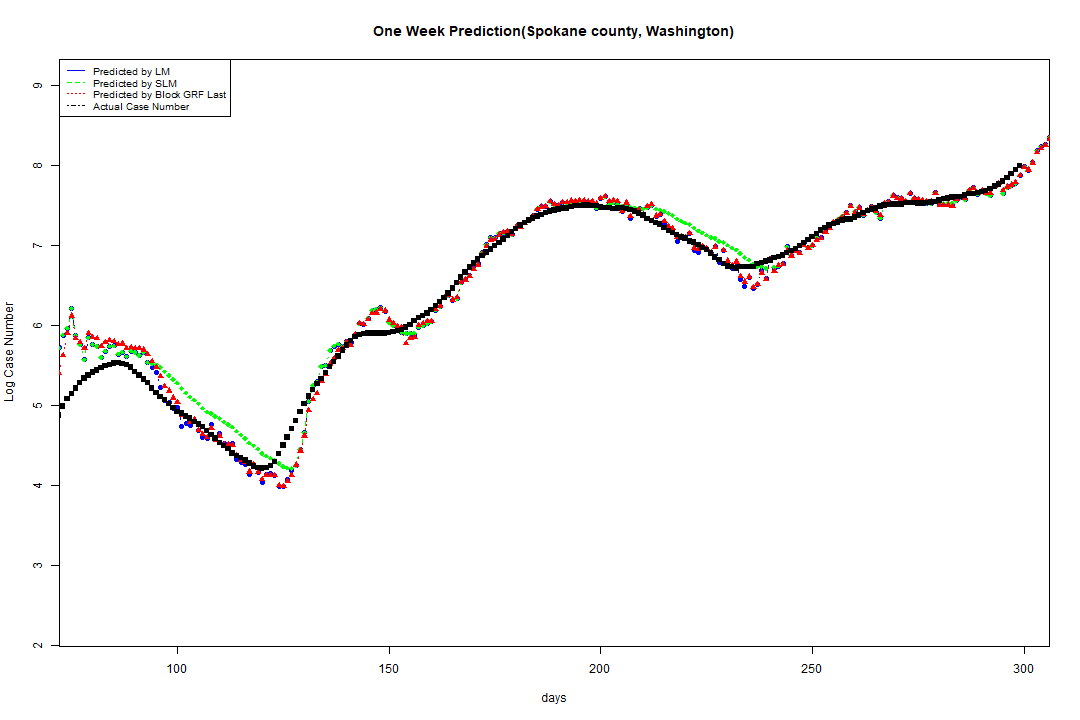 One Week Prediction(Spokane county, Washington)
Predicted by LM
Predicted by SLM
Predicted by Block GRF Last
Actual Case Number
9
8
7
6
5
4
3
2
Log Case Number
100 150 200 250 300
days